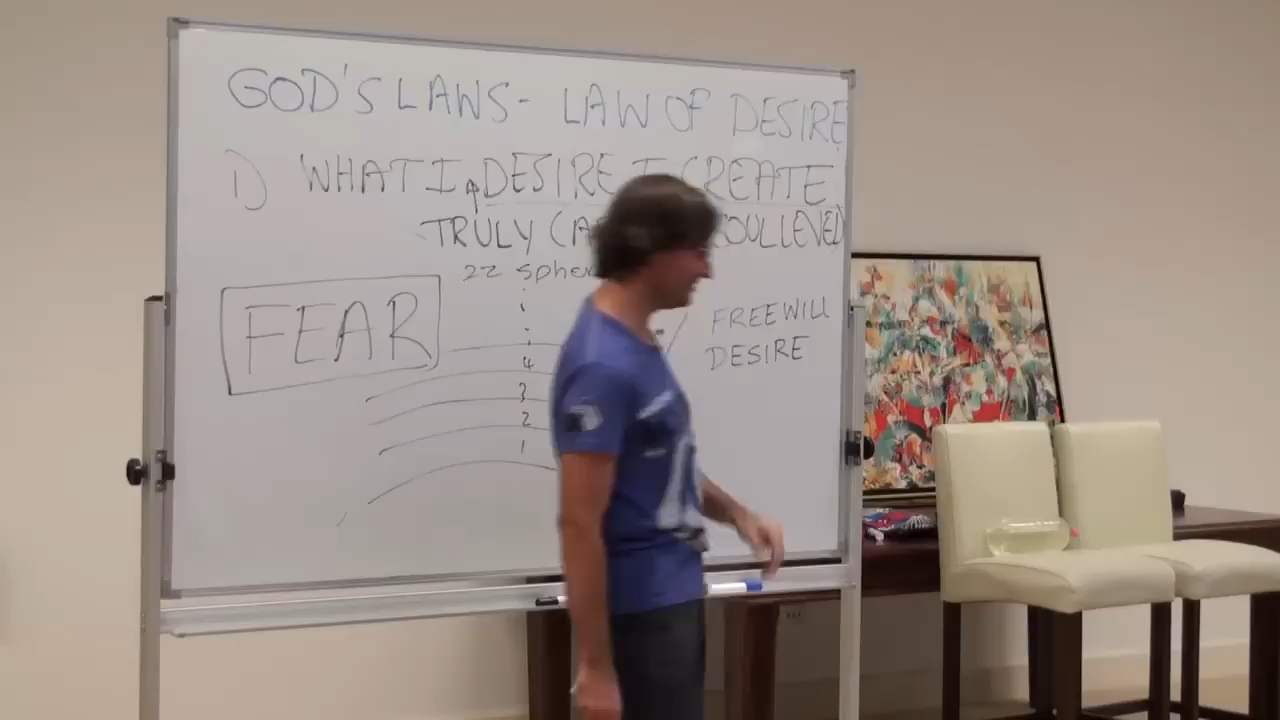 GOD'S LAWS - LAW OF DESIRE
1) WHAT I DESIRE I CREATE
TRULY
22
FREE WILL
DESIRE
FEAR
4
3
2
1